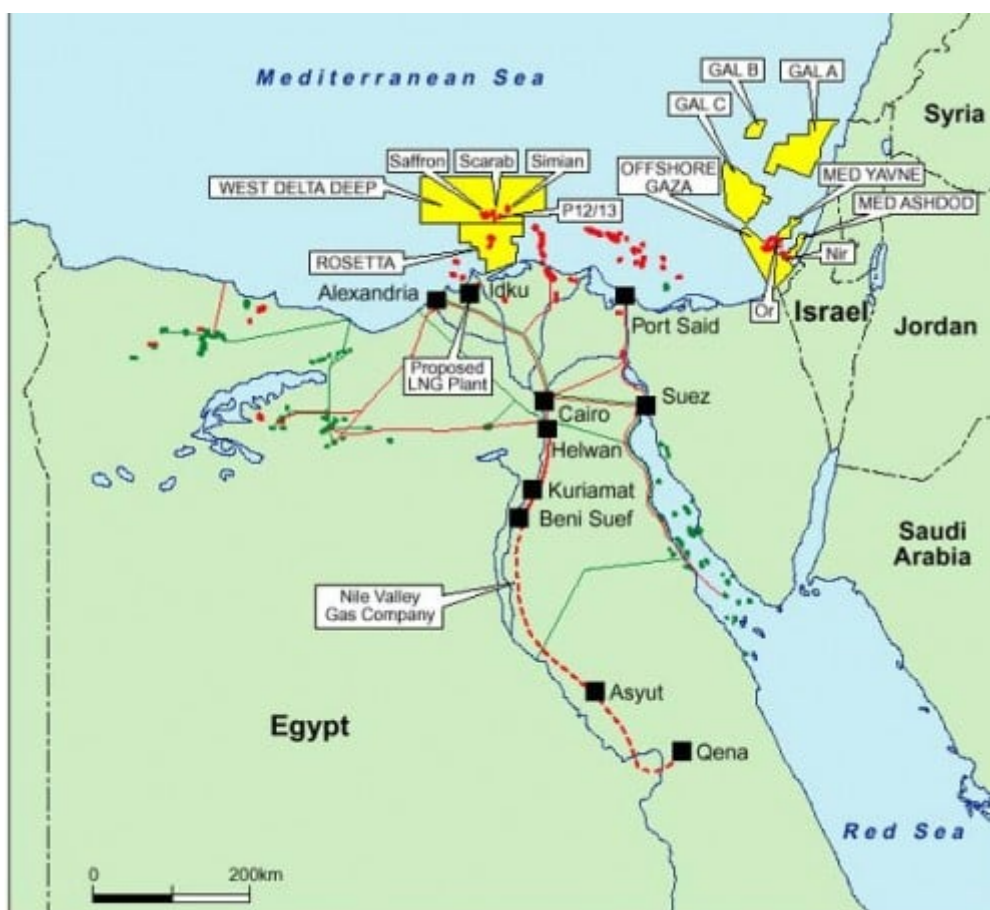 Mediterranean Sea
GAL B
GAL A
GAL C
Syria
Saffron
Scarab
Simian
OFFSHORE
GAZA
MED YAVNE
WEST DELTA DEEP
P12/13
MED ASHDOD
ROSETTA
Nir
Alexandria
Idku
Or
Israel
Port Said
Jordan
Proposed
LNG Plant
Cairo
Suez
Helwan
Kuriamat
Beni Suef
Saudi
Arabia
Nile Valley
Gas Company
Asyut
Egypt
Qena
Red Sea
0
200km